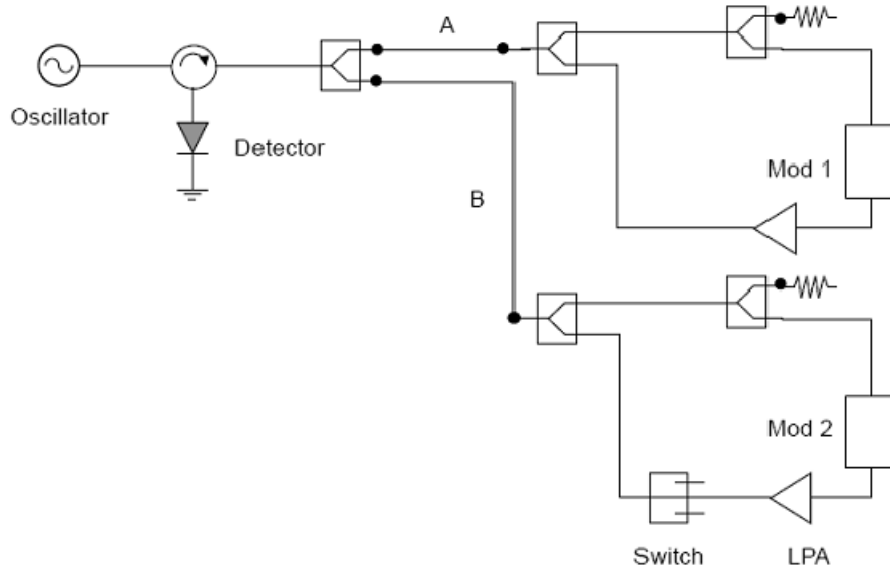 A
Oscillator
Detector
Mod 1
B
Mod 2
Switch
LPA